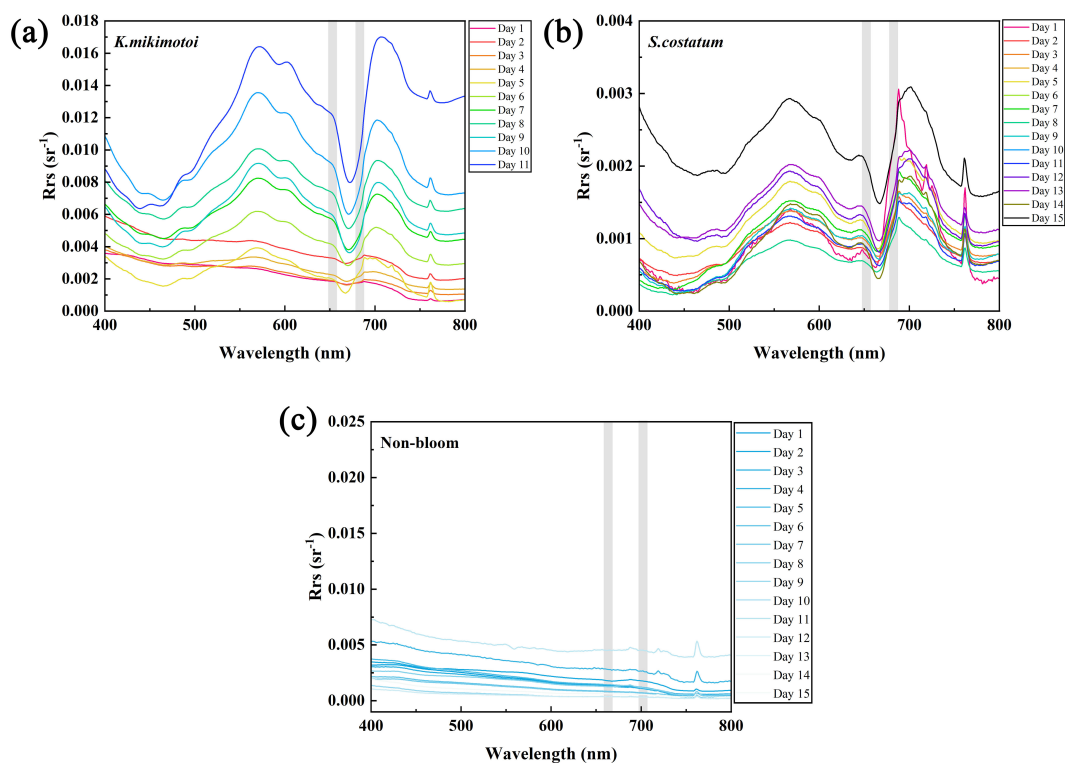 (a)
K.mikimotoi
Rrs (sr-1)
0.018
0.016
0.014
0.012
0.010
0.008
0.006
0.004
0.002
0.000
400 500 600 700 800
Wavelength (nm)
Day 1
Day 2
Day 3
Day 4
Day 5
Day 6
Day 7
Day 8
Day 9
Day 10
Day 11
(b)
S.costatum
Rrs (sr-1)
0.004
0.003
0.002
0.001
0.000
400 500 600 700 800
Wavelength (nm)
Day 1
Day 2
Day 3
Day 4
Day 5
Day 6
Day 7
Day 8
Day 9
Day 10
Day 11
Day 12
Day 13
Day 14
Day 15
(c)
Non-bloom
Rrs (sr-1)
0.025
0.020
0.015
0.010
0.005
0.000
400 500 600 700 800
Wavelength (nm)
Day 1
Day 2
Day 3
Day 4
Day 5
Day 6
Day 7
Day 8
Day 9
Day 10
Day 11
Day 12
Day 13
Day 14
Day 15